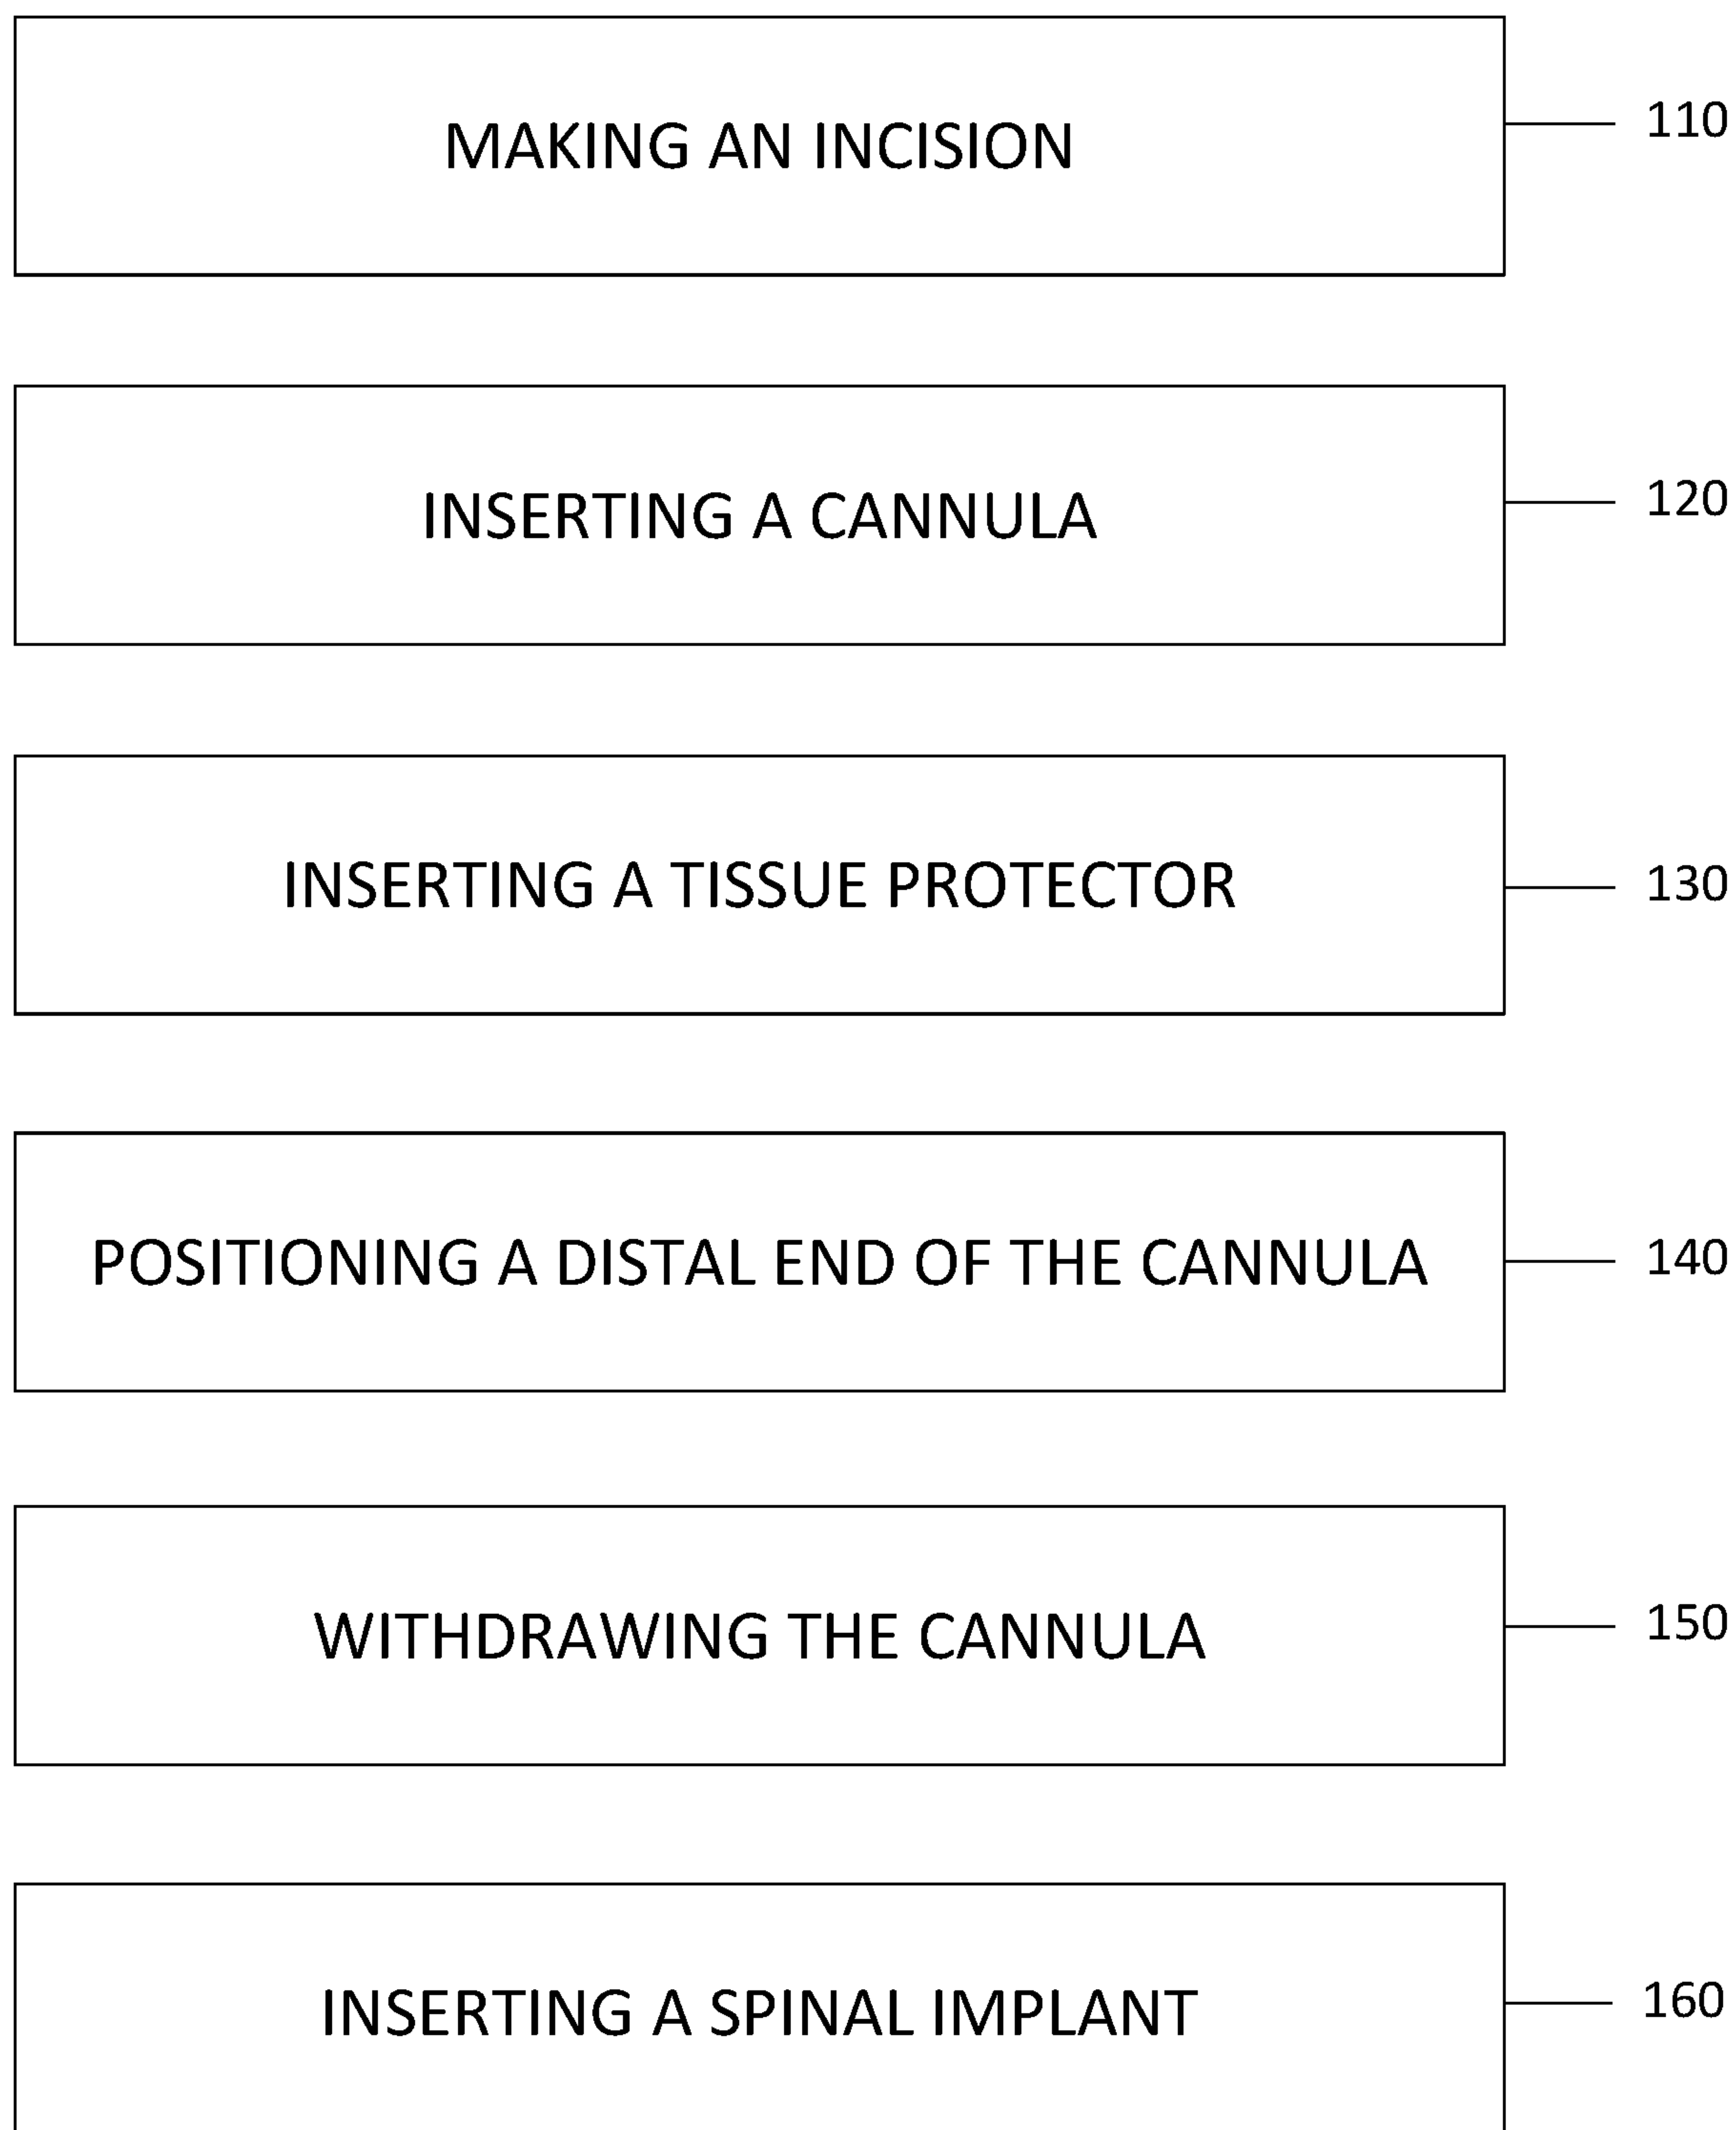 MAKING AN INCISION 110
INSERTING A CANNULA 120
INSERTING A TISSUE PROTECTOR 130
POSITIONING A DISTAL END OF THE CANNULA 140
WITHDRAWING THE CANNULA 150
INSERTING A SPINAL IMPLANT 160